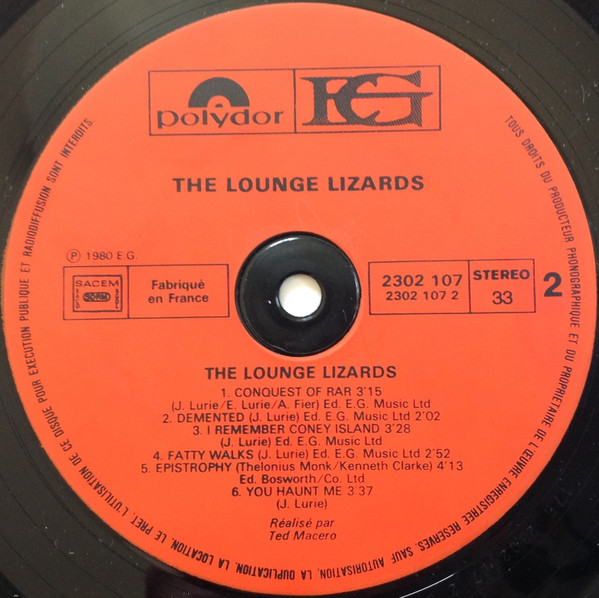 polydor
EG
THE LOUNGE LIZARDS
℗ 1980 E.G.
SACEM
SDRM
Fabriqué
en France
2302 107
2302 107 2
STEREO
33
2
THE LOUNGE LIZARDS
1. CONQUEST OF RAR 3'15
(J. Lurie/E. Lurie/A. Fier) Ed. E.G. Music Ltd
2. DEMENTED (J. Lurie) Ed. E.G. Music Ltd 2'02
3. I REMEMBER CONEY ISLAND 3'28
(J. Lurie) Ed. E.G. Music Ltd
4. FATTY WALKS (J. Lurie) Ed. E.G. Music Ltd 2'52
5. EPISTROPHY (Thelonius Monk/Kenneth Clarke) 4'13
Ed. Bosworth/Co. Ltd
6. YOU HAUNT ME 3 37
(J. Lurie)
Réalisé par
Ted Macero
TOUS DROITS DU PRODUCTEUR PHONOGRAPHIQUE ET DU PROPRIETAIRE DE L'ŒUVRE ENREGISTREE RESERVES. SAUF AUTORISATION, LA DUPLICATION, LA LOCATION, LE PRET, L'UTILISATION DE CE DISQUE POUR EXECUTION PUBLIQUE ET RADIODIFFUSION SONT INTERDITS.